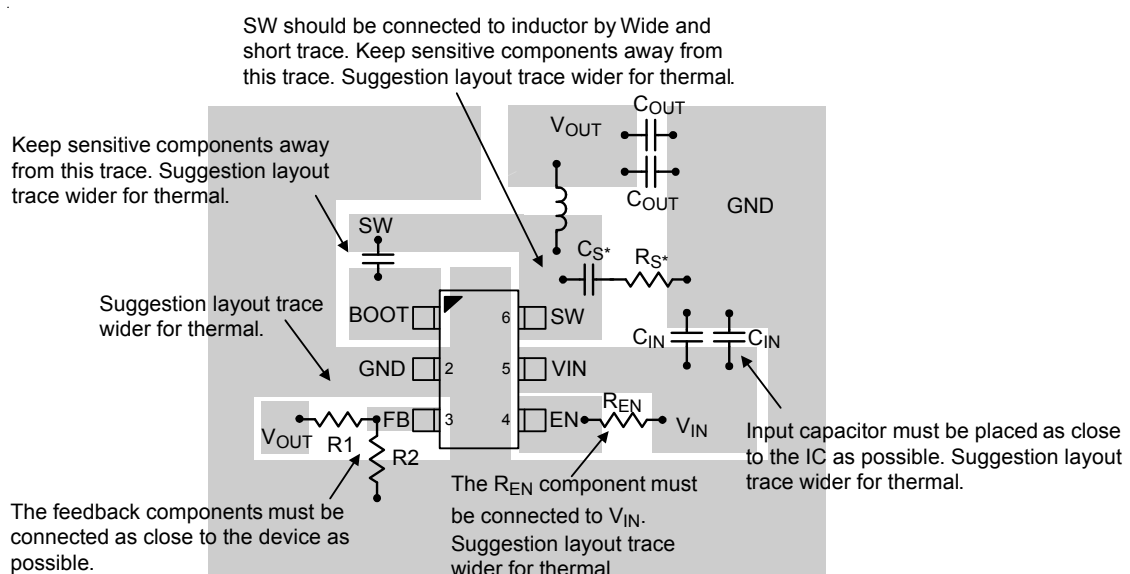 SW should be connected to inductor by Wide and
short trace. Keep sensitive components away from
this trace. Suggestion layout trace wider for thermal.
Keep sensitive components away
from this trace. Suggestion layout
trace wider for thermal.
VOUT
COUT
COUT
GND
SW
CS*
RS*
Suggestion layout trace
wider for thermal.
BOOT
6
SW
CIN
CIN
GND
2
5
VIN
FB
3
4
EN
REN
VIN
VOUT
R1
R2
Input capacitor must be placed as close
to the IC as possible. Suggestion layout
trace wider for thermal.
The feedback components must be
connected as close to the device as
possible.
The REN component must
be connected to VIN.
Suggestion layout trace
wider for thermal